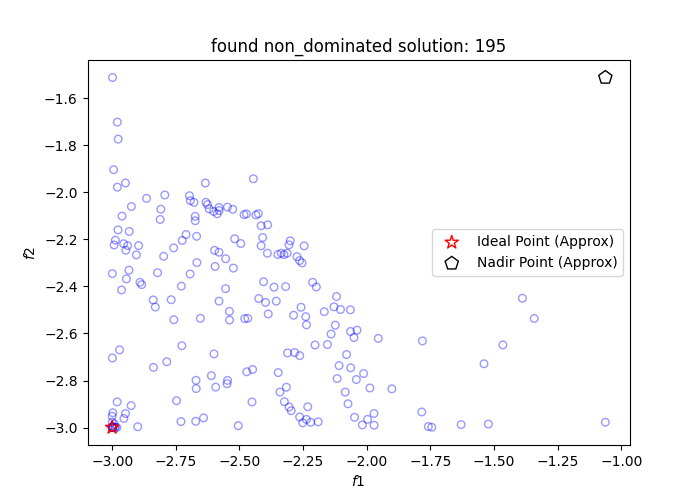 found non_dominated solution: 195
f2
−1.6
−1.8
−2.0
−2.2
−2.4
−2.6
−2.8
−3.0
Ideal Point (Approx)
Nadir Point (Approx)
−3.00 −2.75 −2.50 −2.25 −2.00 −1.75 −1.50 −1.25 −1.00
f1